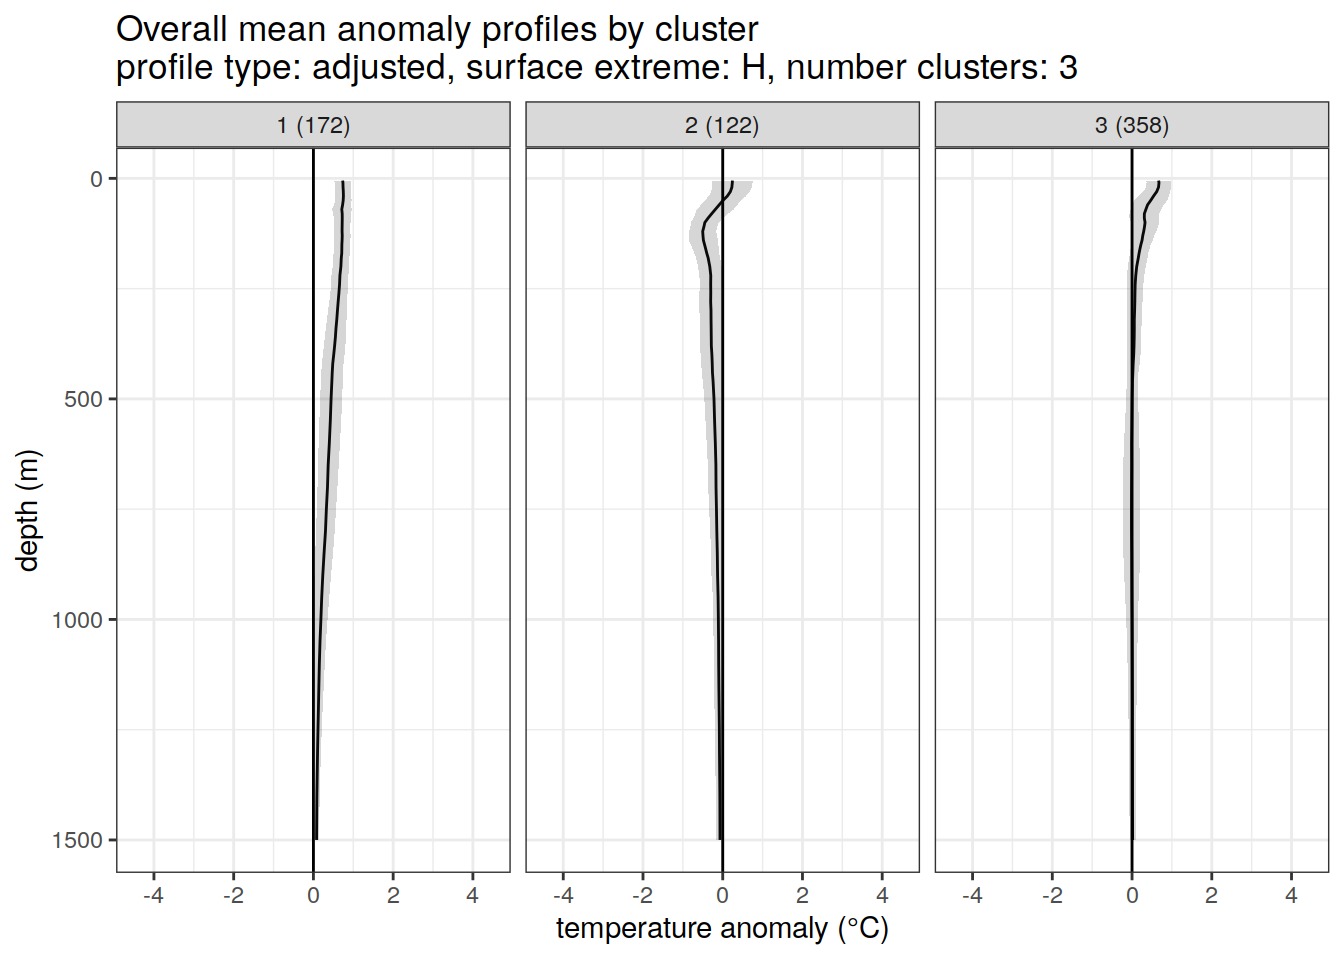 Overall mean anomaly profiles by cluster
profile type: adjusted, surface extreme: H, number clusters: 3
1 (172)
2 (122)
3 (358)
0
500
1000
1500
depth (m)
-4 -2 0 2 4
-4 -2 0 2 4
-4 -2 0 2 4
temperature anomaly (°C)